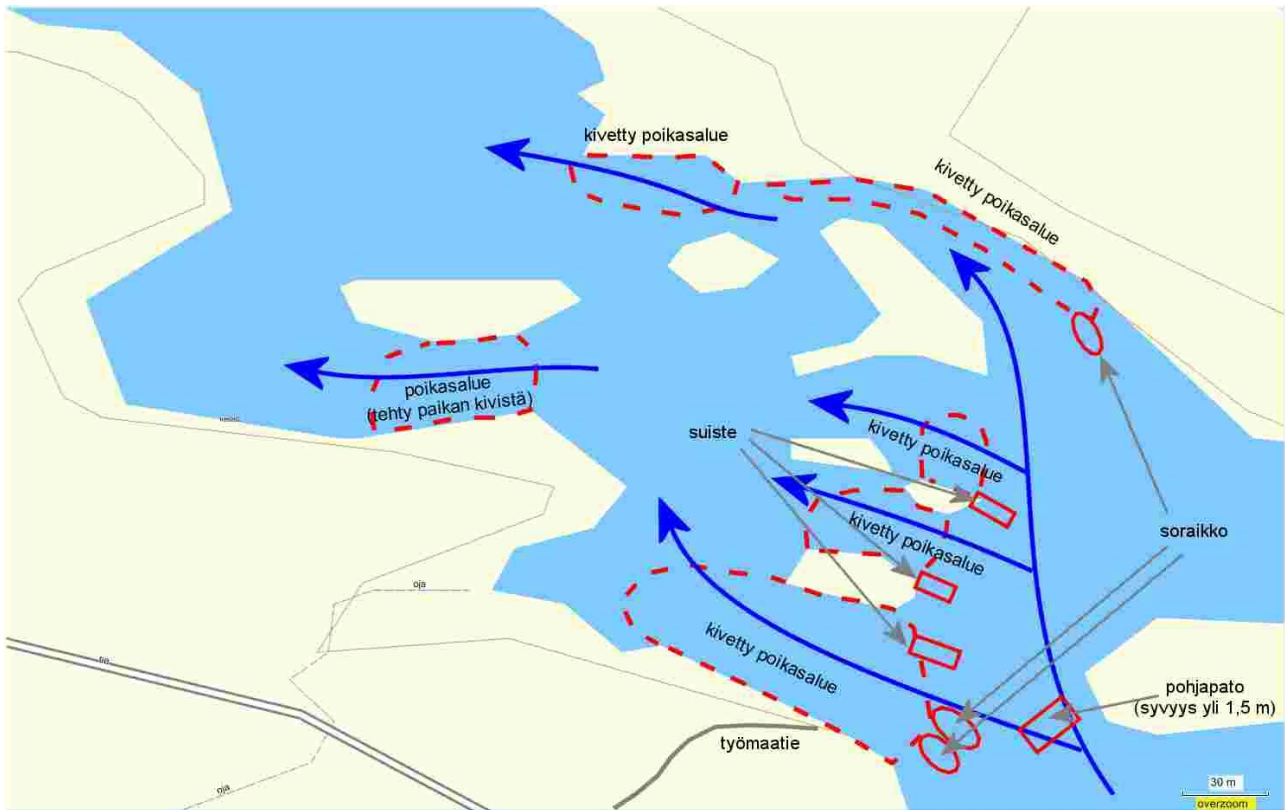 kivetty poikasalue
kivetty poikasalue
poikasalue
(tehty paikan kivistä)
suiste
kivetty poikasalue
kivetty poikasalue
soraikko
oja
kivetty poikasalue
tie
pohjapato
(syvyys yli 1,5 m)
työmaatie
oja
30 m
overzoom